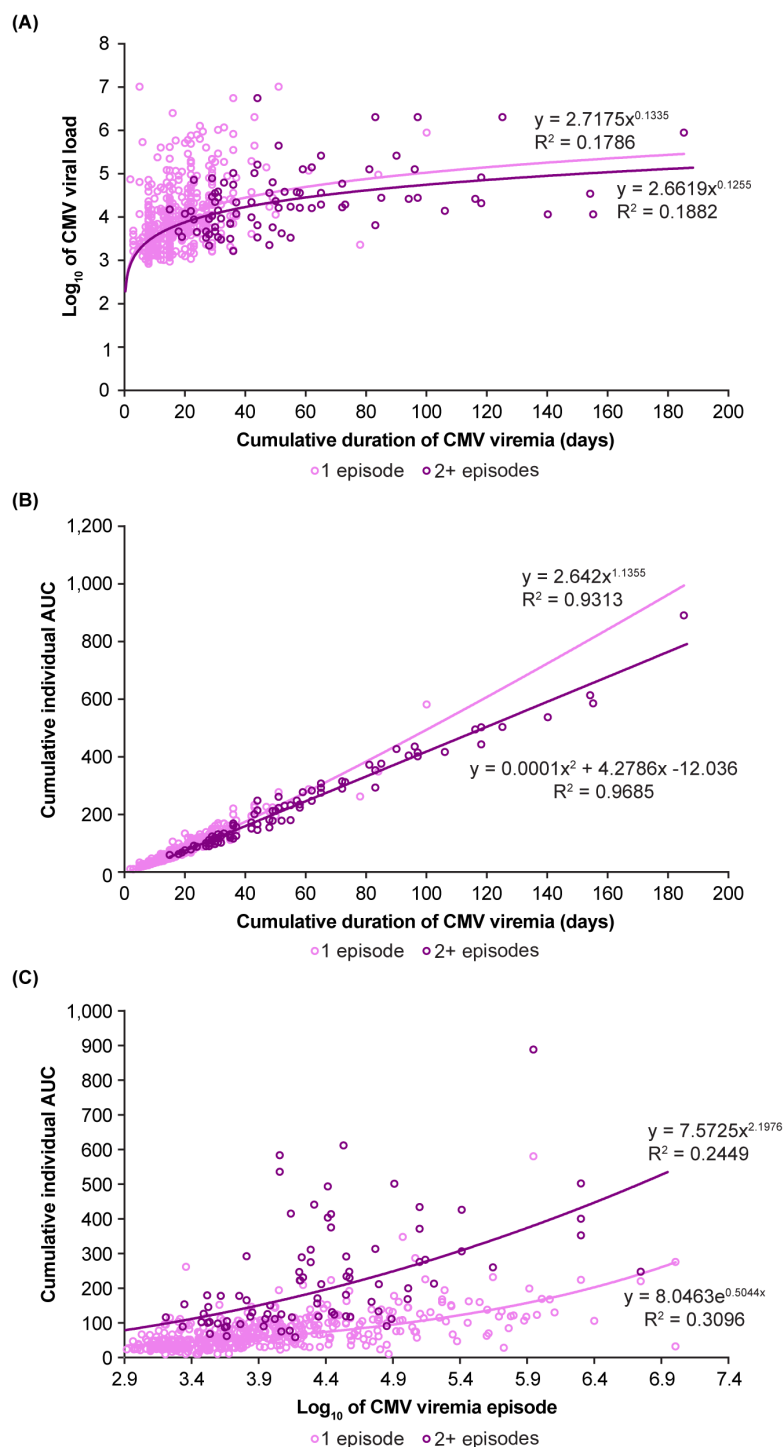 (A)
8
7
6
5
4
3
2
1
0
Log₁₀ of CMV viral load
y = 2.7175x^0.1335
R² = 0.1786
y = 2.6619x^0.1255
R² = 0.1882
0 20 40 60 80 100 120 140 160 180 200
Cumulative duration of CMV viremia (days)
1 episode 2+ episodes
(B)
1,200
1,000
800
600
400
200
0
Cumulative individual AUC
y = 2.642x^1.1355
R² = 0.9313
y = 0.0001x² + 4.2786x -12.036
R² = 0.9685
0 20 40 60 80 100 120 140 160 180 200
Cumulative duration of CMV viremia (days)
1 episode 2+ episodes
(C)
1,000
900
800
700
600
500
400
300
200
100
0
Cumulative individual AUC
y = 7.5725x^2.1976
R² = 0.2449
y = 8.0463e^0.5044x
R² = 0.3096
2.9 3.4 3.9 4.4 4.9 5.4 5.9 6.4 6.9 7.4
Log₁₀ of CMV viremia episode
1 episode 2+ episodes